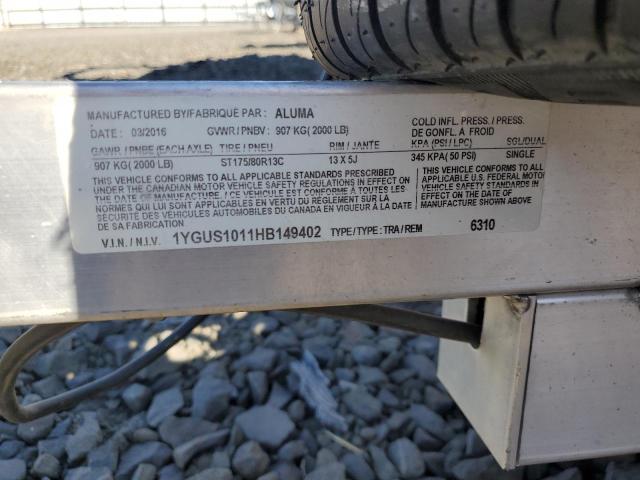 MANUFACTURED BY/FABRIQUÉ PAR : ALUMA
DATE : 03/2016 GVWR/PNBV : 907 KG( 2000 LB)
COLD INFL. PRESS./ PRESS.
DE GONFL. A FROID
GAWR / PNBE (EACH AXLE) TIRE / PNEU RIM / JANTE KPA (PSI / LPC) SGL/DUAL
907 KG( 2000 LB) ST175/80R13C 13 X 5J 345 KPA( 50 PSI) SINGLE
THIS VEHICLE CONFORMS TO ALL APPLICABLE STANDARDS PRESCRIBED
UNDER THE CANADIAN MOTOR VEHICLE SAFETY REGULATIONS IN EFFECT ON
THE DATE OF MANUFACTURE. / CE VÉHICULE EST CONFORME À TOUTES LES
NORMES QUI LUI SONT APPLICABLES EN VERTU DU RÈGLEMENT SUR LA
SÉCURITÉ DES VÉHICULES AUTOMOBILES DU CANADA EN VIGUEUR À LA DATE
DE SA FABRICATION.
THIS VEHICLE CONFORMS TO ALL
APPLICABLE U.S. FEDERAL MOTOR
VEHICLE SAFETY STANDARDS IN
EFFECT ON THE DATE OF
MANUFACTURE SHOWN ABOVE.
V.I.N. / N.I.V. 1YGUS1011HB149402 TYPE / TYPE : TRA / REM 6310